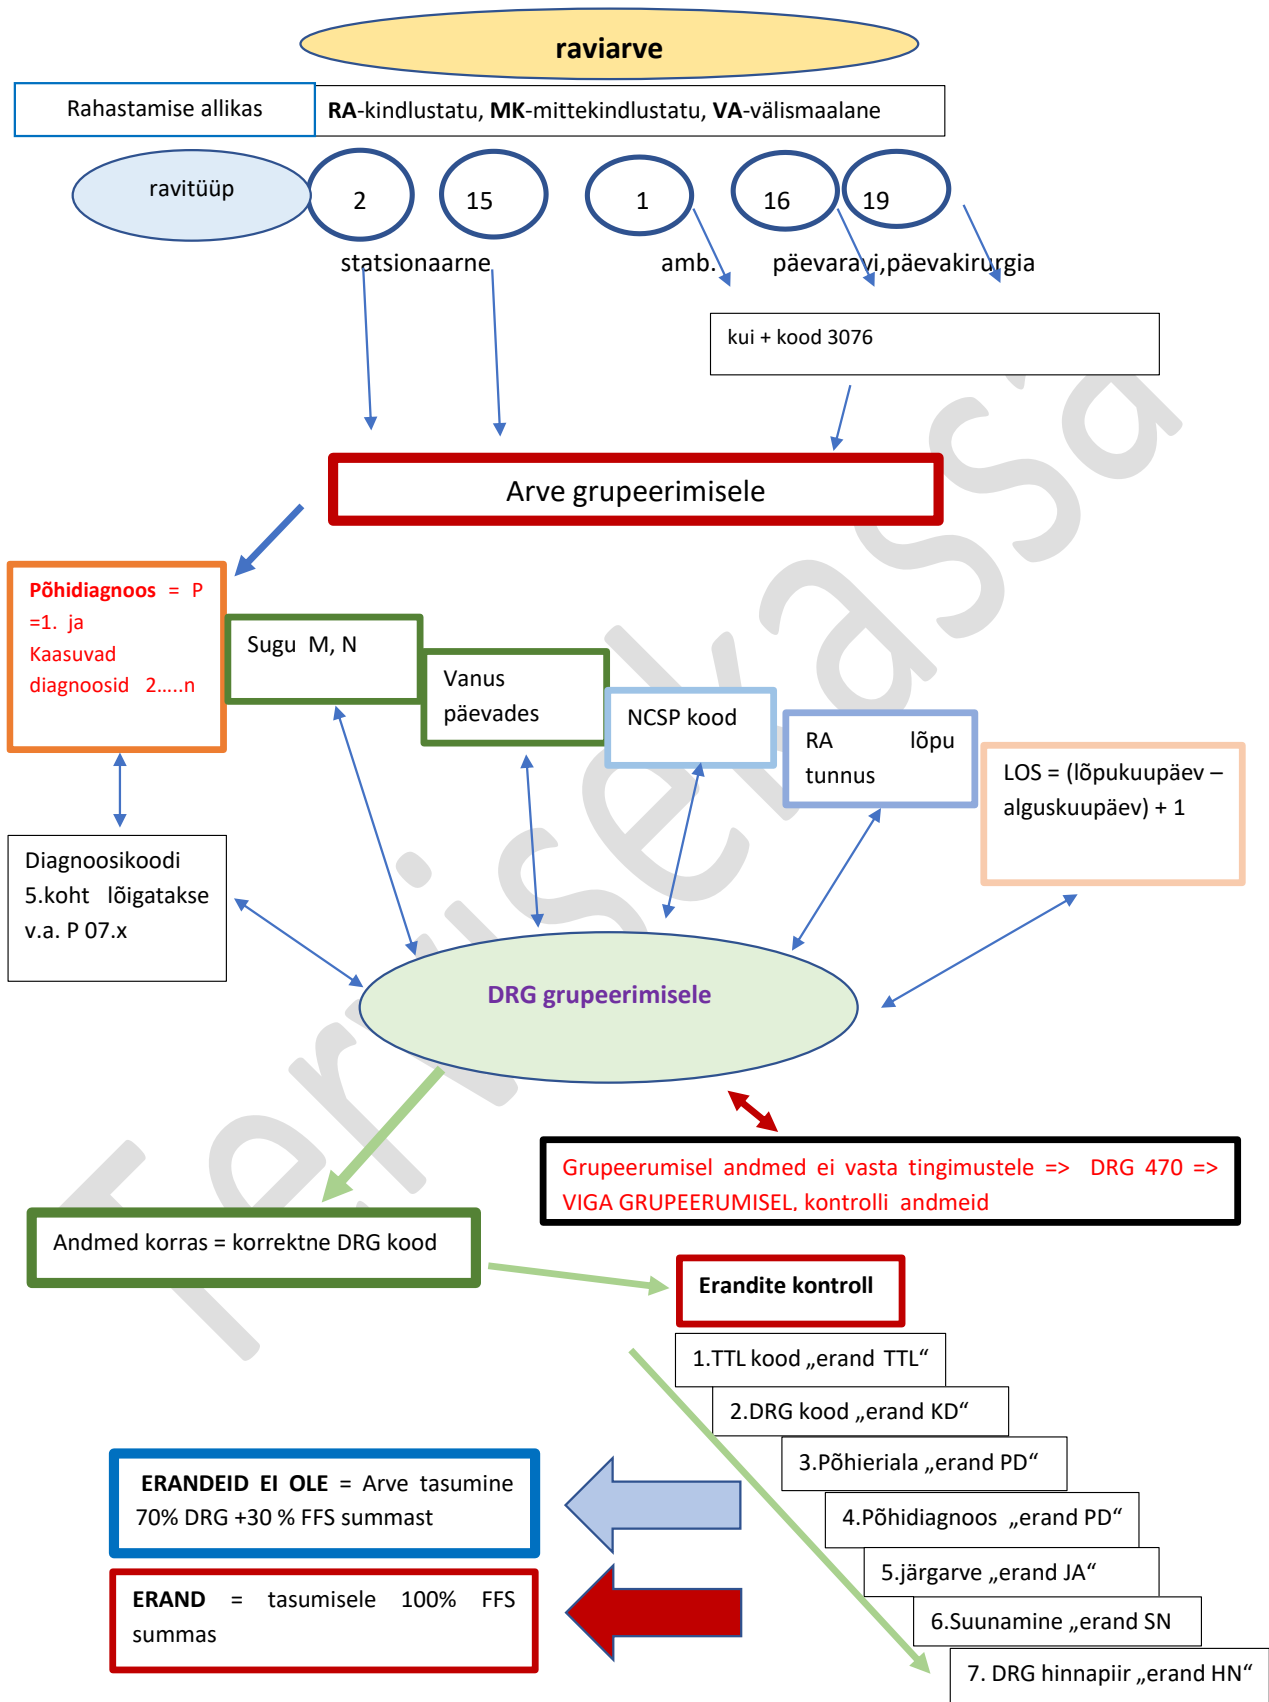 raviarve
Rahastamise allikas
RA-kindlustatu, MK-mittekindlustatu, VA-välismaalane
ravitüüp
2
15
1
16
19
statsionaarne
amb.
päevaravi,päevakirurgia
kui + kood 3076
Arve grupeerimisele
Põhidiagnoos = P
=1. ja
Kaasuvad
diagnoosid 2…..n
Sugu M, N
Vanus
päevades
NCSP kood
RA lõpu
tunnus
LOS = (lõpukuupäev –
alguskuupäev) + 1
Diagnoosikoodi
5.koht lõigatakse
v.a. P 07.x
DRG grupeerimisele
Grupeerumisel andmed ei vasta tingimustele => DRG 470 =>
VIGA GRUPEERUMISEL, kontrolli andmeid
Andmed korras = korrektne DRG kood
Erandite kontroll
1.TTL kood „erand TTL“
2.DRG kood „erand KD“
3.Põhieriala „erand PD“
4.Põhidiagnoos „erand PD“
5.järgarve „erand JA“
6.Suunamine „erand SN
7. DRG hinnapiir „erand HN“
ERANDEID EI OLE = Arve tasumine
70% DRG +30 % FFS summast
ERAND = tasumisele 100% FFS
summas
Tervisekassa